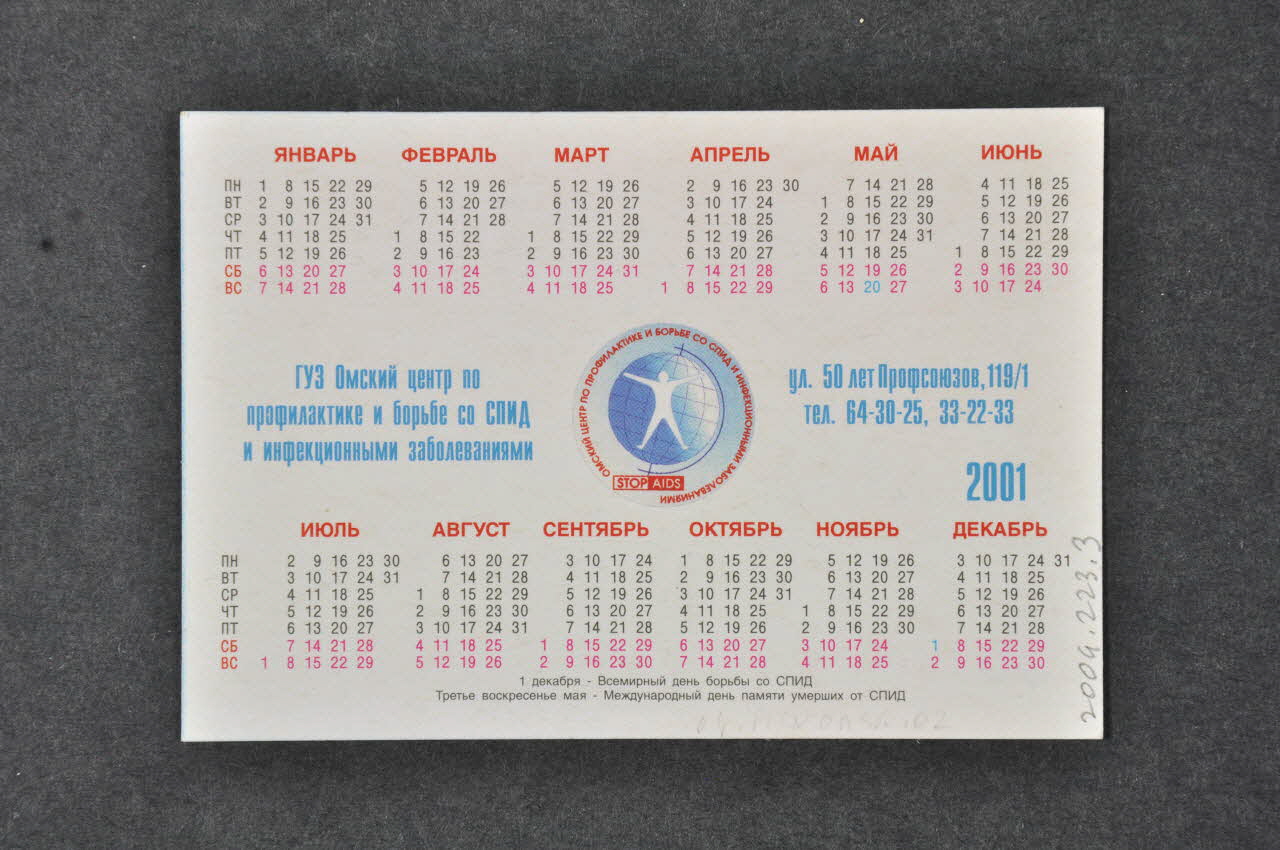 ЯНВАРЬ ФЕВРАЛЬ МАРТ АПРЕЛЬ МАЙ ИЮНЬ
ПН 1 8 15 22 29 5 12 19 26 5 12 19 26 2 9 16 23 30 7 14 21 28 4 11 18 25
ВТ 2 9 16 23 30 6 13 20 27 6 13 20 27 3 10 17 24 1 8 15 22 29 5 12 19 26
СР 3 10 17 24 31 7 14 21 28 7 14 21 28 4 11 18 25 2 9 16 23 30 6 13 20 27
ЧТ 4 11 18 25 1 8 15 22 1 8 15 22 29 5 12 19 26 3 10 17 24 31 7 14 21 28
ПТ 5 12 19 26 2 9 16 23 2 9 16 23 30 6 13 20 27 4 11 18 25 1 8 15 22 29
СБ 6 13 20 27 3 10 17 24 3 10 17 24 31 7 14 21 28 5 12 19 26 2 9 16 23 30
ВС 7 14 21 28 4 11 18 25 4 11 18 25 1 8 15 22 29 6 13 20 27 3 10 17 24
ГУЗ Омский центр по
профилактике и борьбе со СПИД
и инфекционными заболеваниями
ОМСКИЙ ЦЕНТР ПО ПРОФИЛАКТИКЕ И БОРЬБЕ СО СПИД И ИНФЕКЦИОННЫМИ ЗАБОЛЕВАНИЯМИ
STOP AIDS
ул. 50 лет Профсоюзов, 119/1
тел. 64-30-25, 33-22-33
2001
ИЮЛЬ АВГУСТ СЕНТЯБРЬ ОКТЯБРЬ НОЯБРЬ ДЕКАБРЬ
ПН 2 9 16 23 30 6 13 20 27 3 10 17 24 1 8 15 22 29 5 12 19 26 3 10 17 24 31
ВТ 3 10 17 24 31 7 14 21 28 4 11 18 25 2 9 16 23 30 6 13 20 27 4 11 18 25
СР 4 11 18 25 1 8 15 22 29 5 12 19 26 3 10 17 24 31 7 14 21 28 5 12 19 26
ЧТ 5 12 19 26 2 9 16 23 30 6 13 20 27 4 11 18 25 1 8 15 22 29 6 13 20 27
ПТ 6 13 20 27 3 10 17 24 31 7 14 21 28 5 12 19 26 2 9 16 23 30 7 14 21 28
СБ 7 14 21 28 4 11 18 25 1 8 15 22 29 6 13 20 27 3 10 17 24 1 8 15 22 29
ВС 1 8 15 22 29 5 12 19 26 2 9 16 23 30 7 14 21 28 4 11 18 25 2 9 16 23 30
1 декабря - Всемирный день борьбы со СПИД
Третье воскресенье мая - Международный день памяти умерших от СПИД
2009.223.3